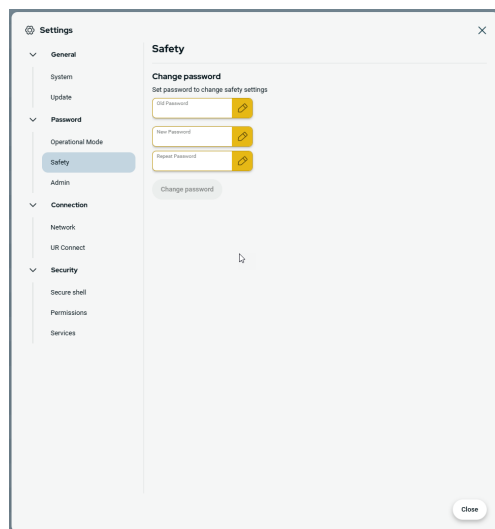 Settings
General
System
Update
Password
Operational Mode
Safety
Admin
Connection
Network
UR Connect
Security
Secure shell
Permissions
Services
Safety
Change password
Set password to change safety settings
Old Password
New Password
Repeat Password
Change password
Close